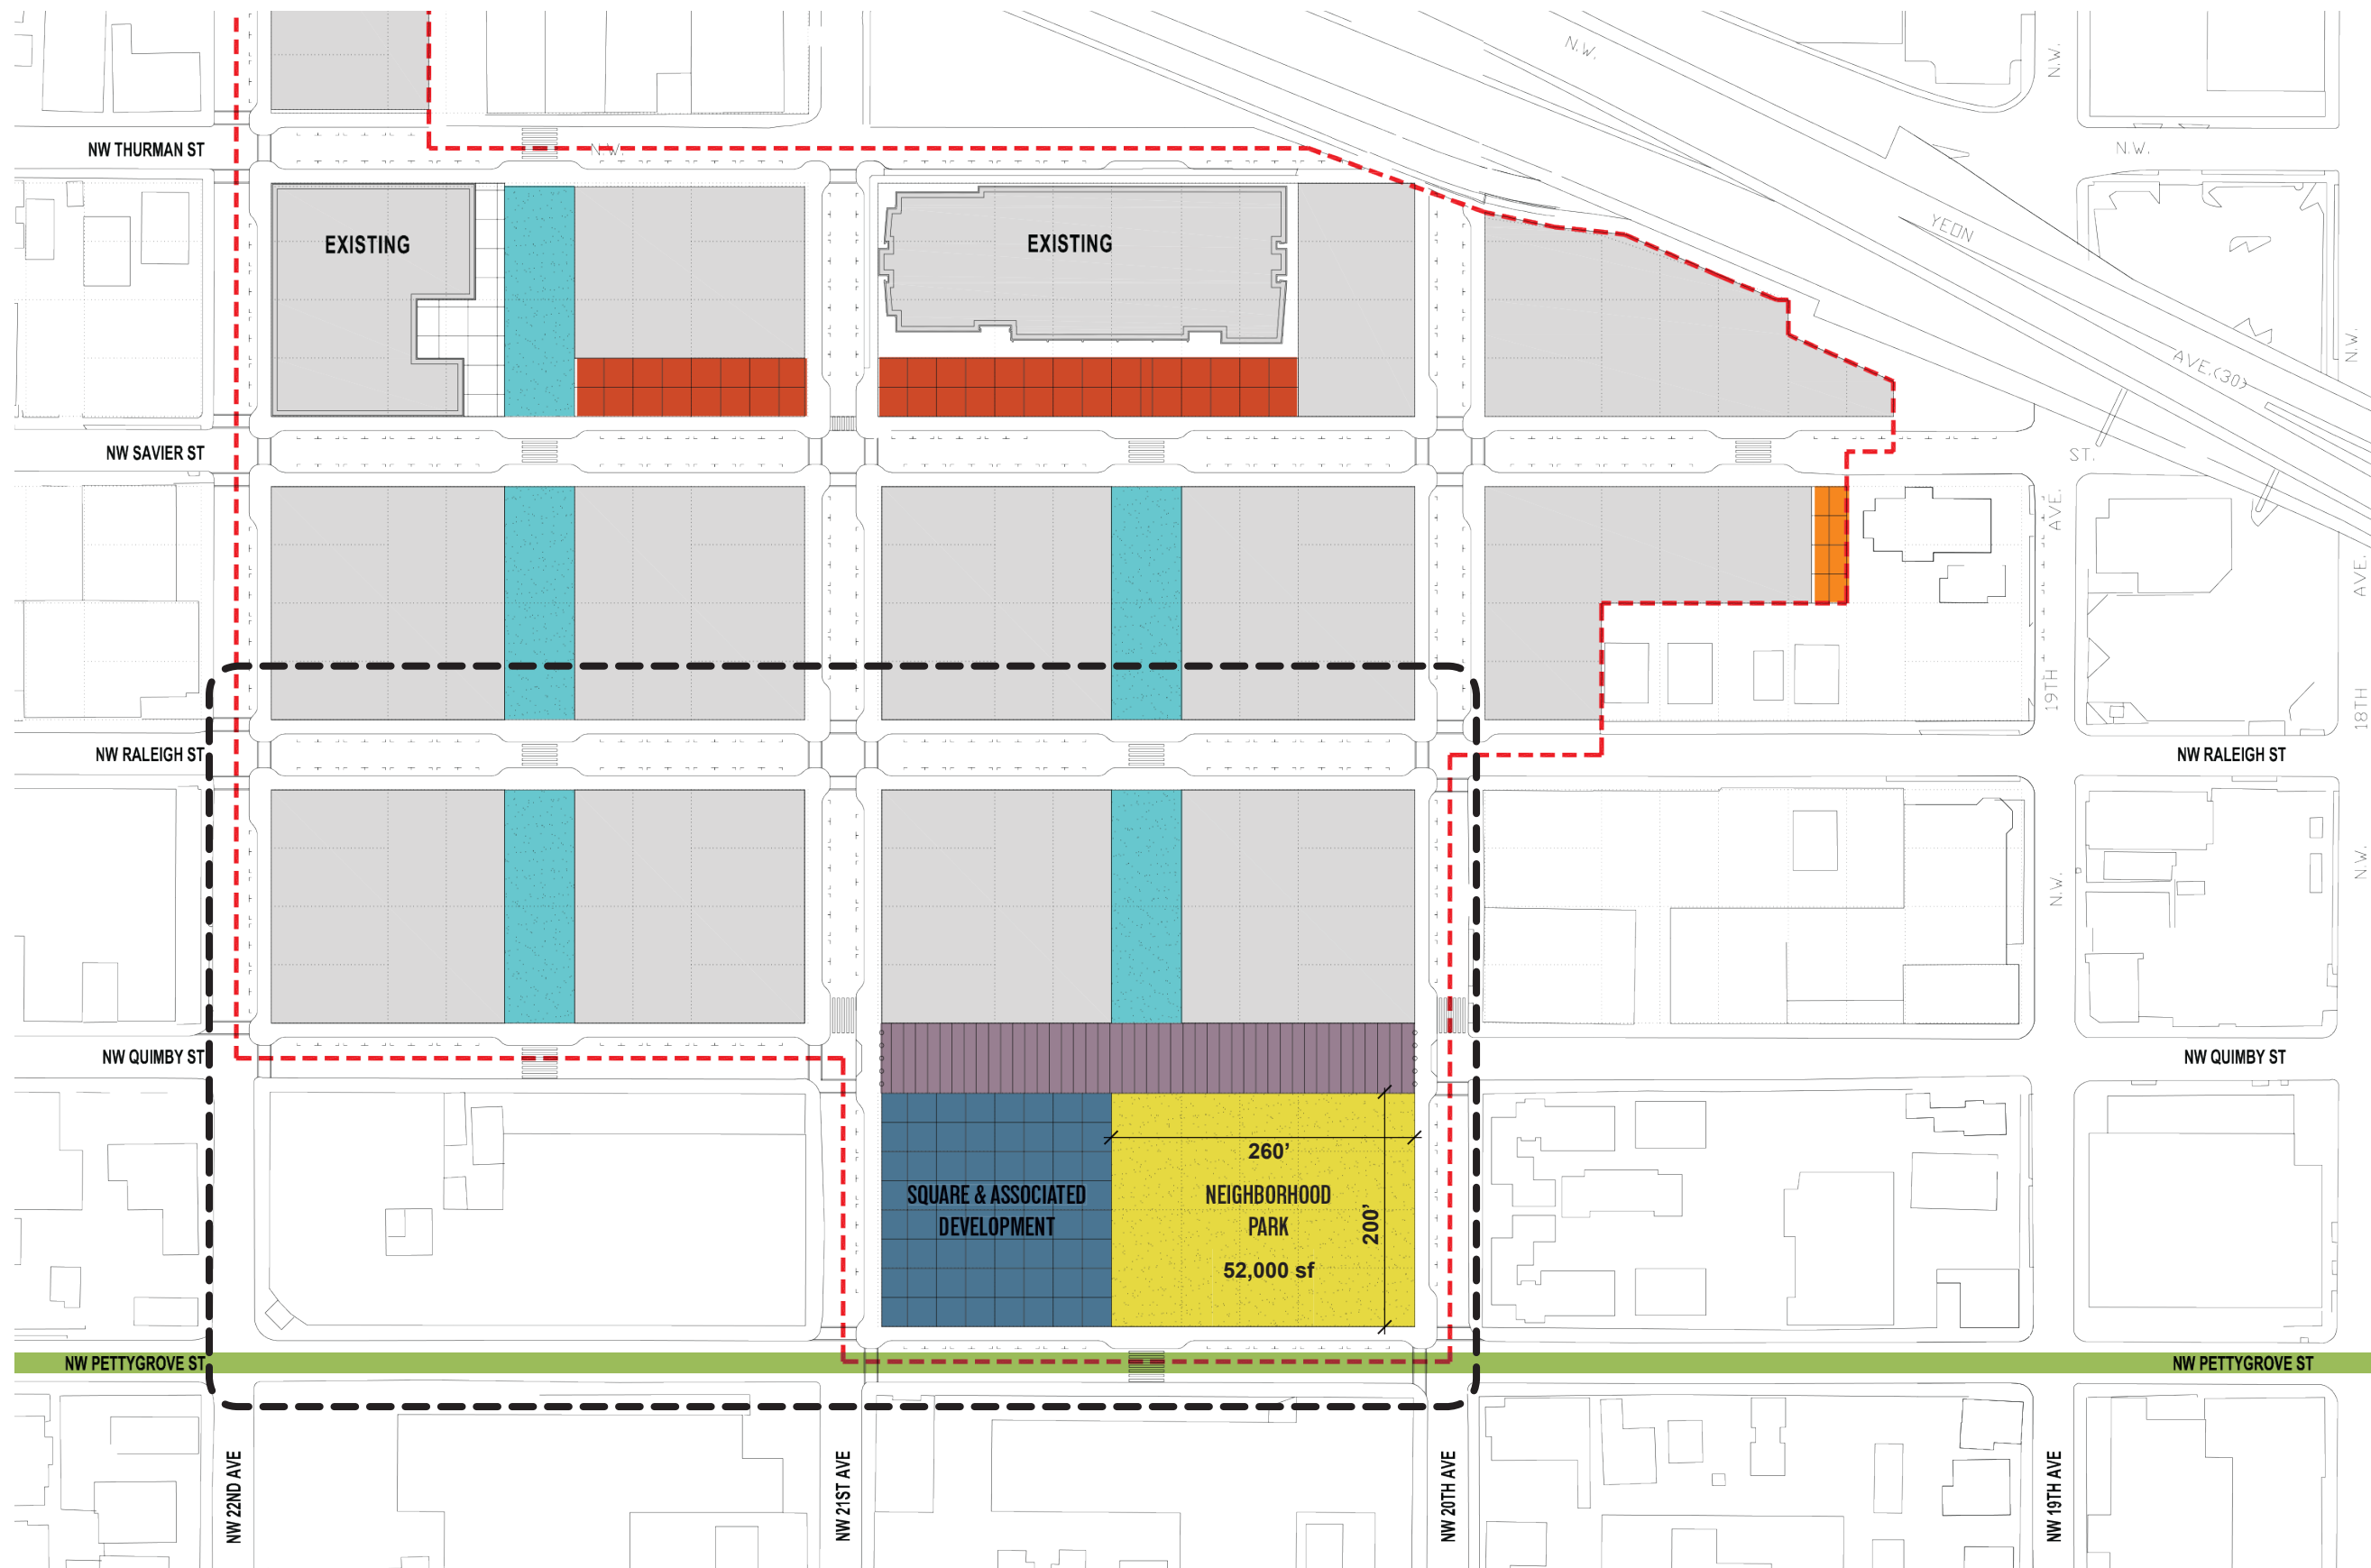 N.W.
N.W.
NW THURMAN ST
N.W.
N.W.
EXISTING
EXISTING
YEON
N.W.
AVE.(30)
NW SAVIER ST
ST.
AVE.
AVE.
19TH
18TH
NW RALEIGH ST
NW RALEIGH ST
N.W.
N.W.
NW QUIMBY ST
NW QUIMBY ST
260’
SQUARE & ASSOCIATED
DEVELOPMENT
NEIGHBORHOOD
PARK
200’
52,000 sf
NW PETTYGROVE ST
NW PETTYGROVE ST
NW 22ND AVE
NW 21ST AVE
NW 20TH AVE
NW 19TH AVE